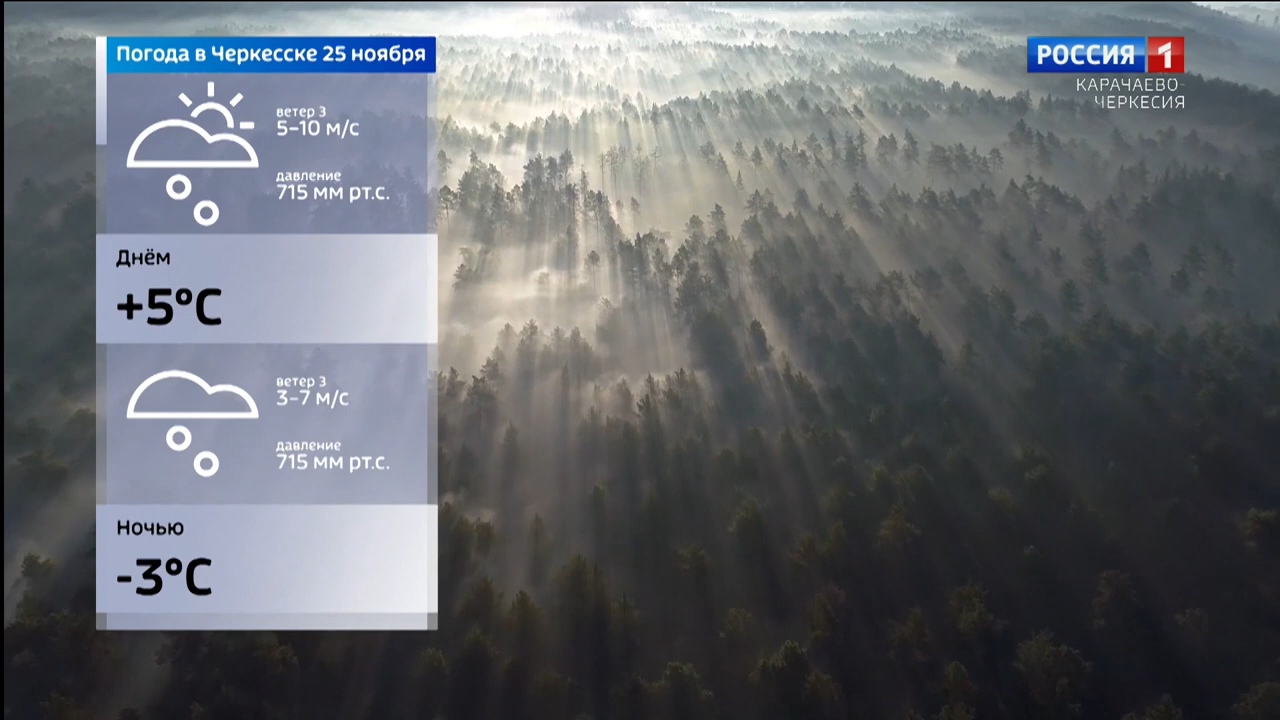 Погода в Черкесске 25 ноября
РОССИЯ 1
КАРАЧАЕВО-
ЧЕРКЕСИЯ
ветер З
5-10 м/с
давление
715 мм рт.с.
Днём
+5°C
ветер З
3-7 м/с
давление
715 мм рт.с.
Ночью
-3°C